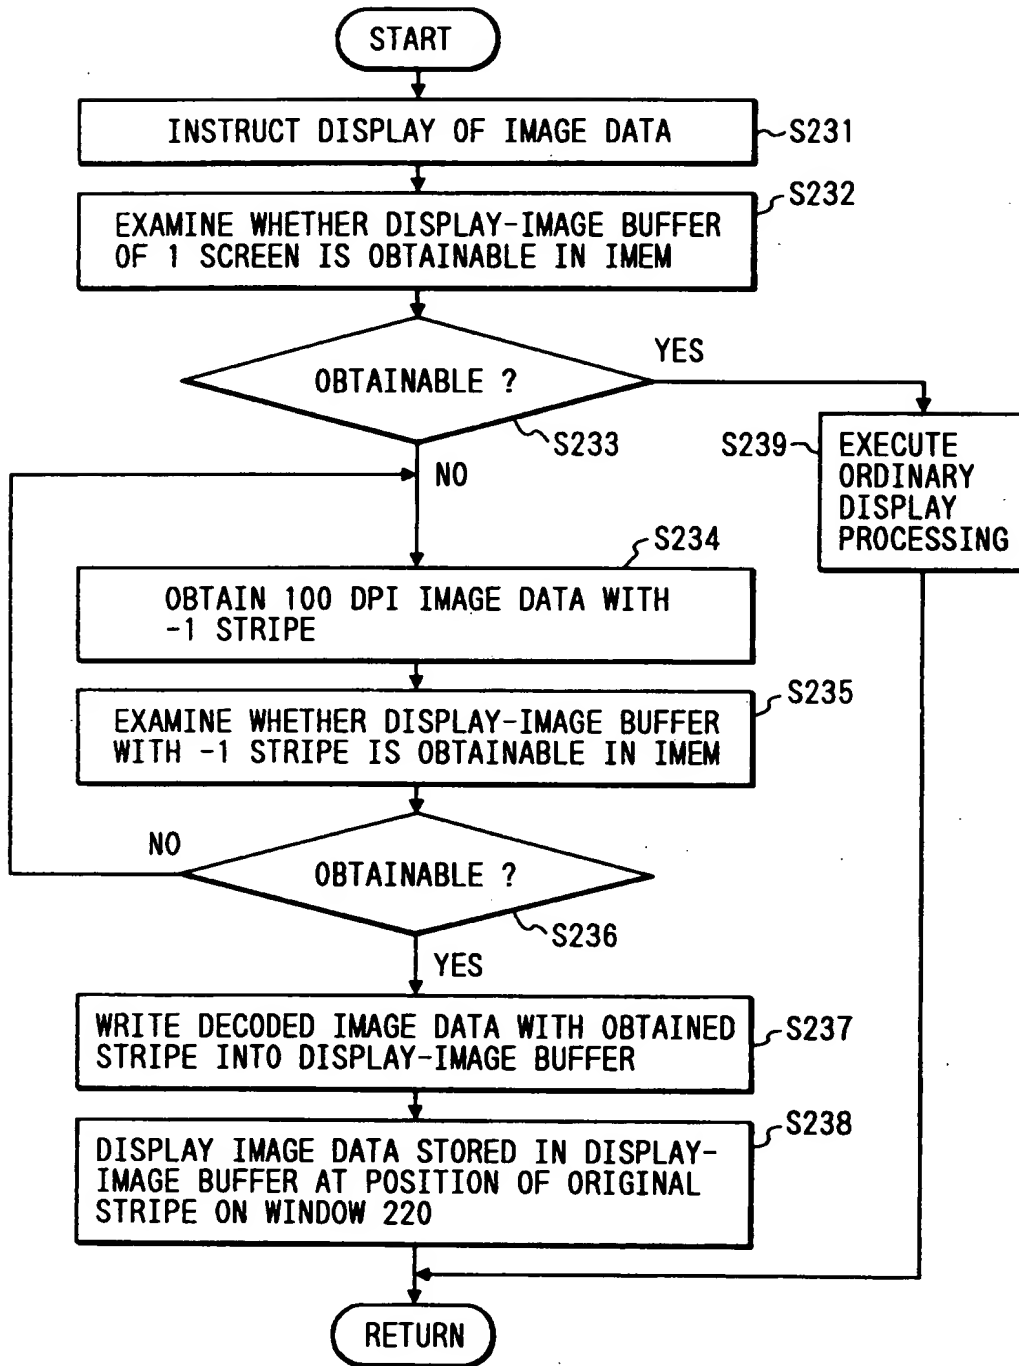 START
INSTRUCT DISPLAY OF IMAGE DATA
S231
S232
EXAMINE WHETHER DISPLAY-IMAGE BUFFER
OF 1 SCREEN IS OBTAINABLE IN IMEM
YES
OBTAINABLE ?
S233
NO
S239
EXECUTE
ORDINARY
DISPLAY
PROCESSING
S234
OBTAIN 100 DPI IMAGE DATA WITH
-1 STRIPE
S235
EXAMINE WHETHER DISPLAY-IMAGE BUFFER
WITH -1 STRIPE IS OBTAINABLE IN IMEM
NO
OBTAINABLE ?
S236
YES
WRITE DECODED IMAGE DATA WITH OBTAINED
STRIPE INTO DISPLAY-IMAGE BUFFER
S237
S238
DISPLAY IMAGE DATA STORED IN DISPLAY-
IMAGE BUFFER AT POSITION OF ORIGINAL
STRIPE ON WINDOW 220
RETURN